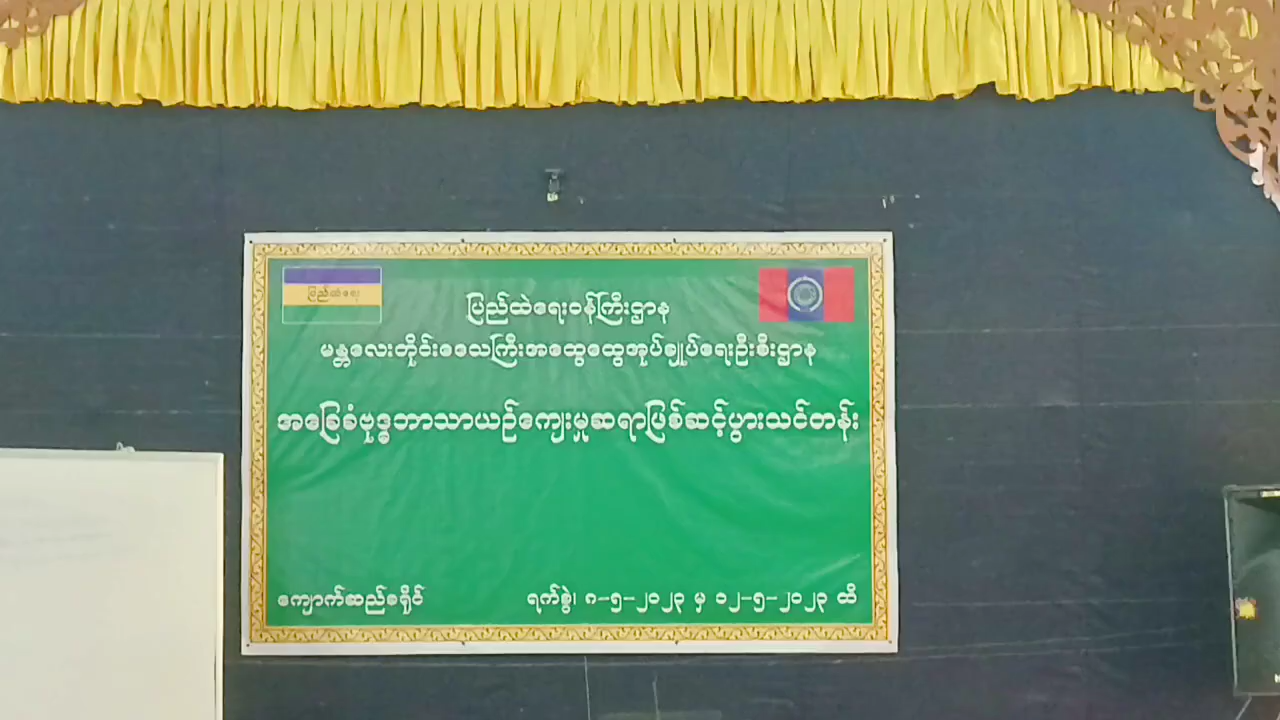 ပြည်ထဲရေး
ပြည်ထဲရေးဝန်ကြီးဌာန
မန္တလေးတိုင်းဒေသကြီးအထွေထွေအုပ်ချုပ်ရေးဦးစီးဌာန
အခြေခံဗုဒ္ဓဘာသာယဉ်ကျေးမှုဆရာဖြစ်ဆင့်ပွားသင်တန်း
ကျောက်ဆည်ခရိုင်
ရက်စွဲ၊ ၈-၅-၂၀၂၃ မှ ၁၂-၅-၂၀၂၃ ထိ